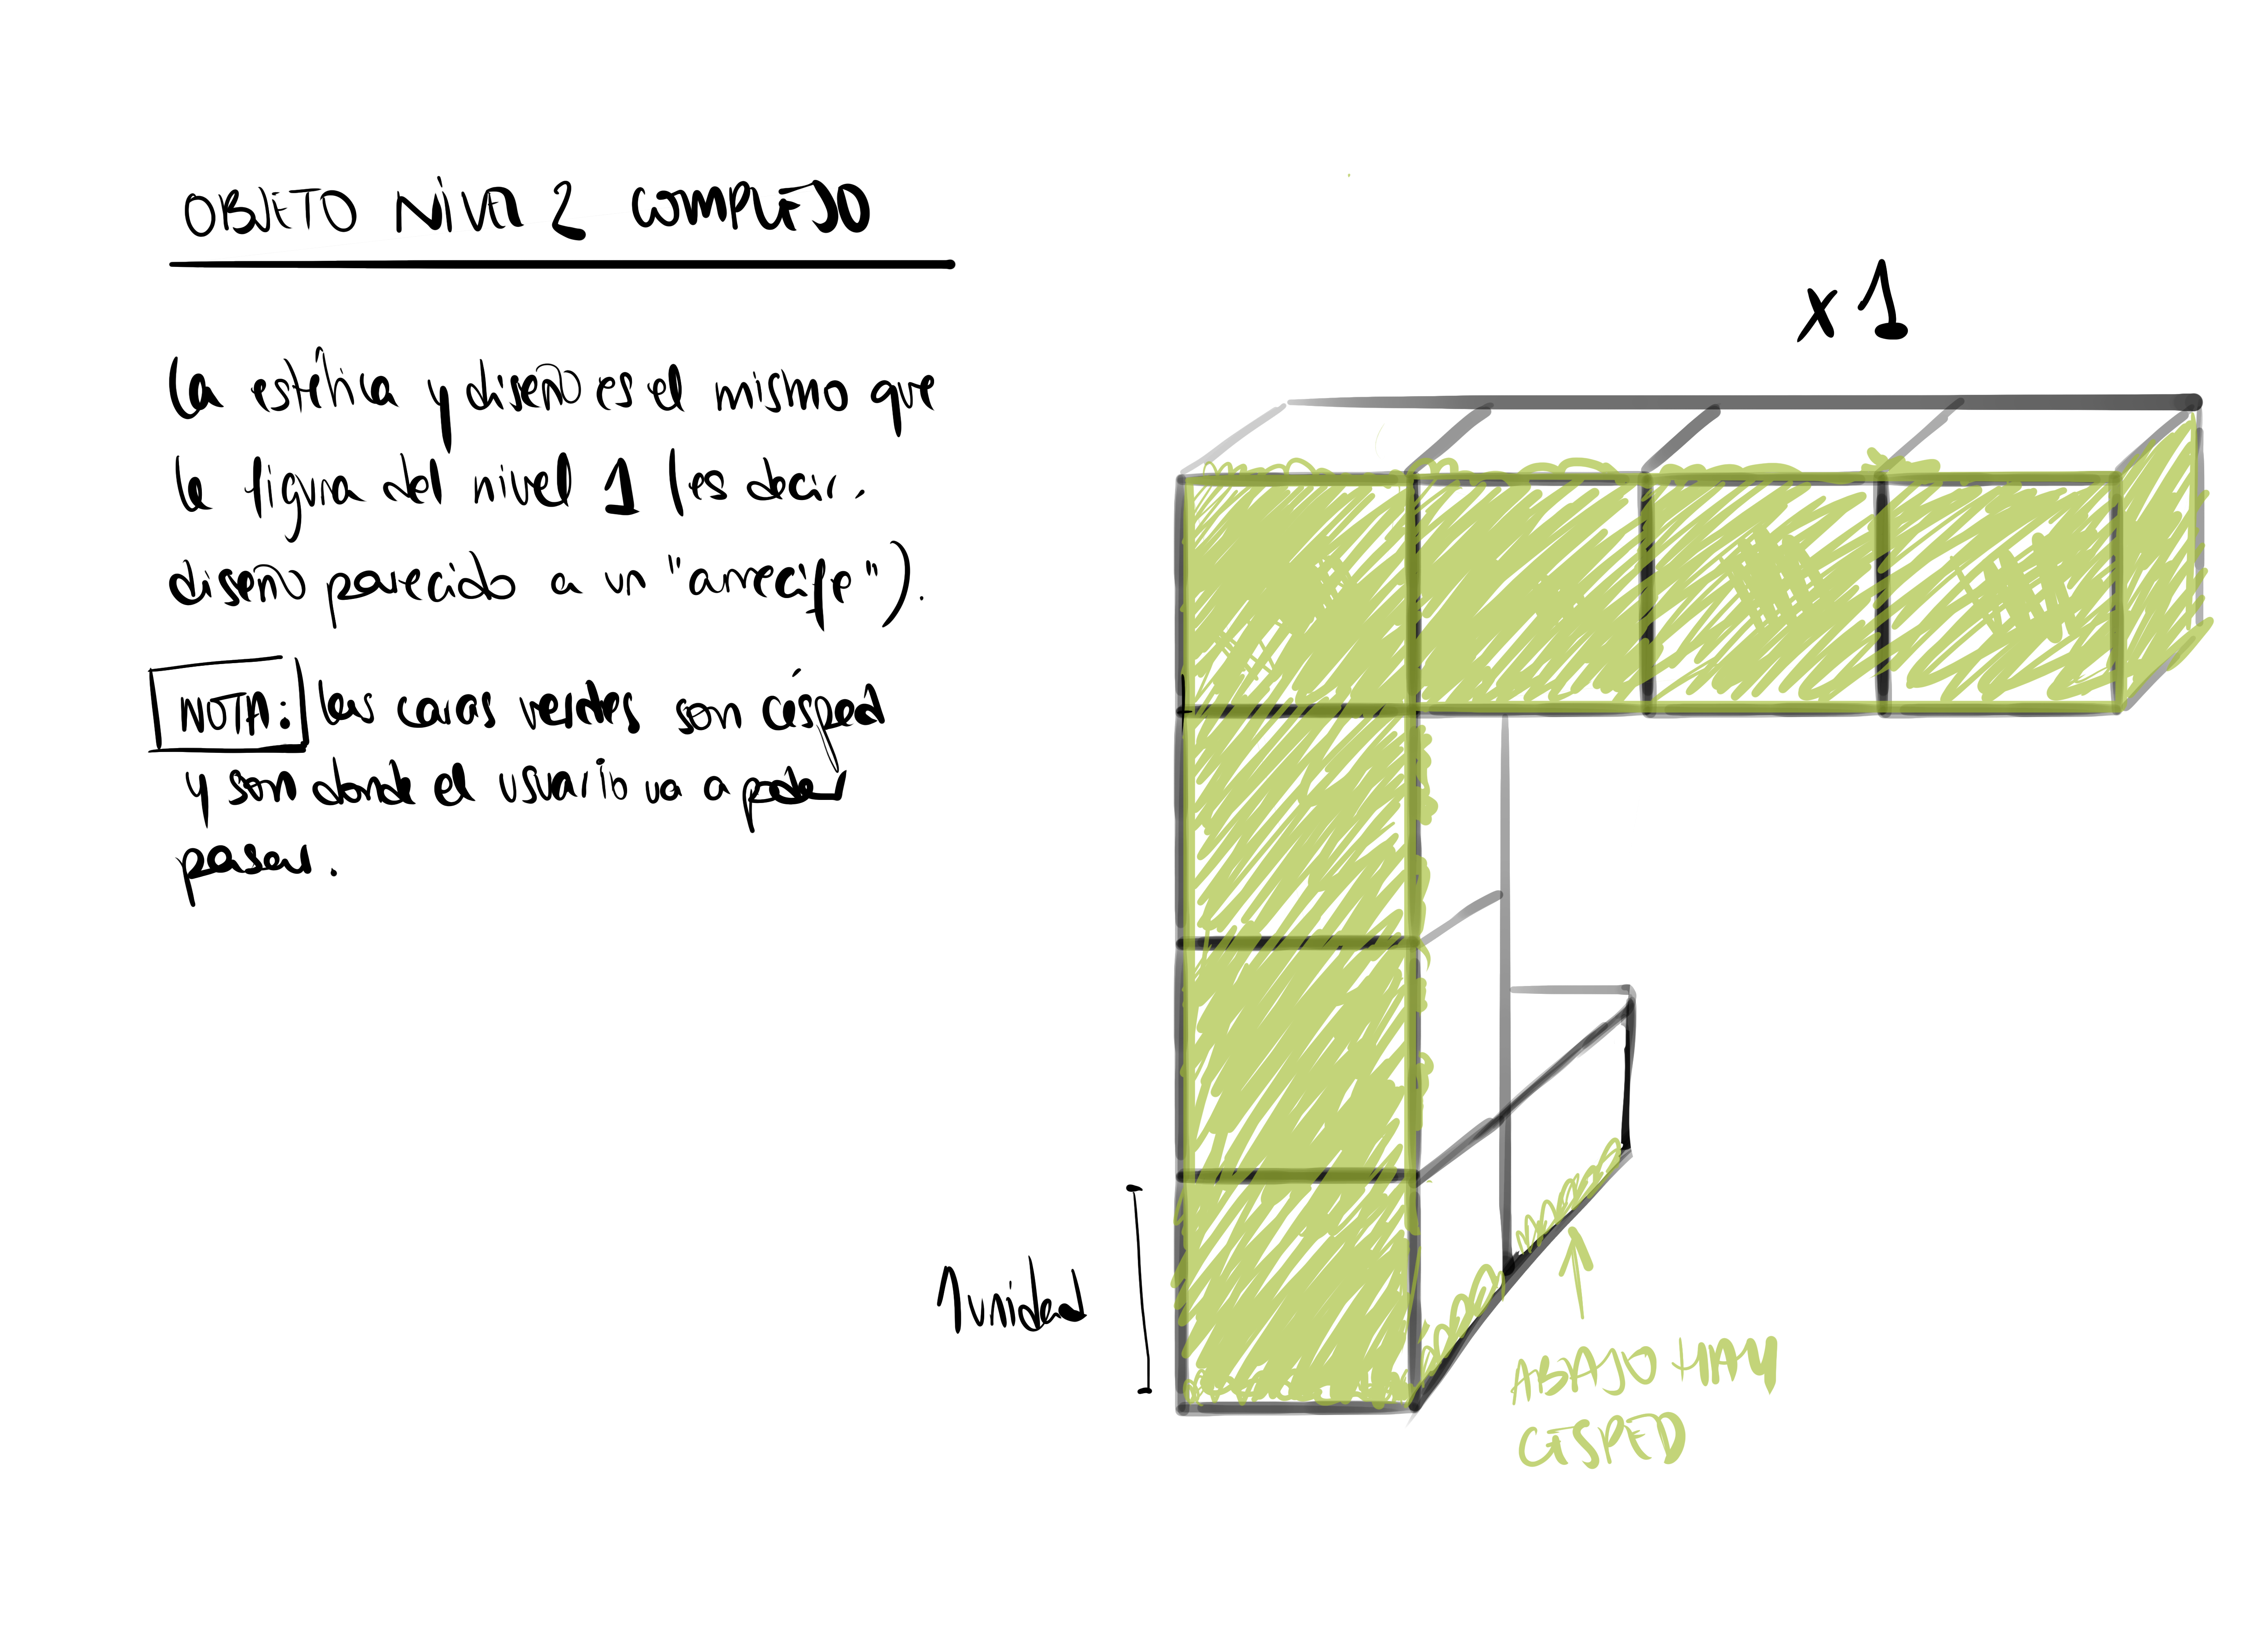 OBJETO NIVEL 2 COMPLEJO
La estética y diseño es el mismo que
la figura del nivel 1 (es decir,
diseño parecido a un "arrecife").
NOTA: las caras verdes son césped
y son donde el usuario va a poder
pasar.
x1
1 unidad
ABAJO HAY
CESPED